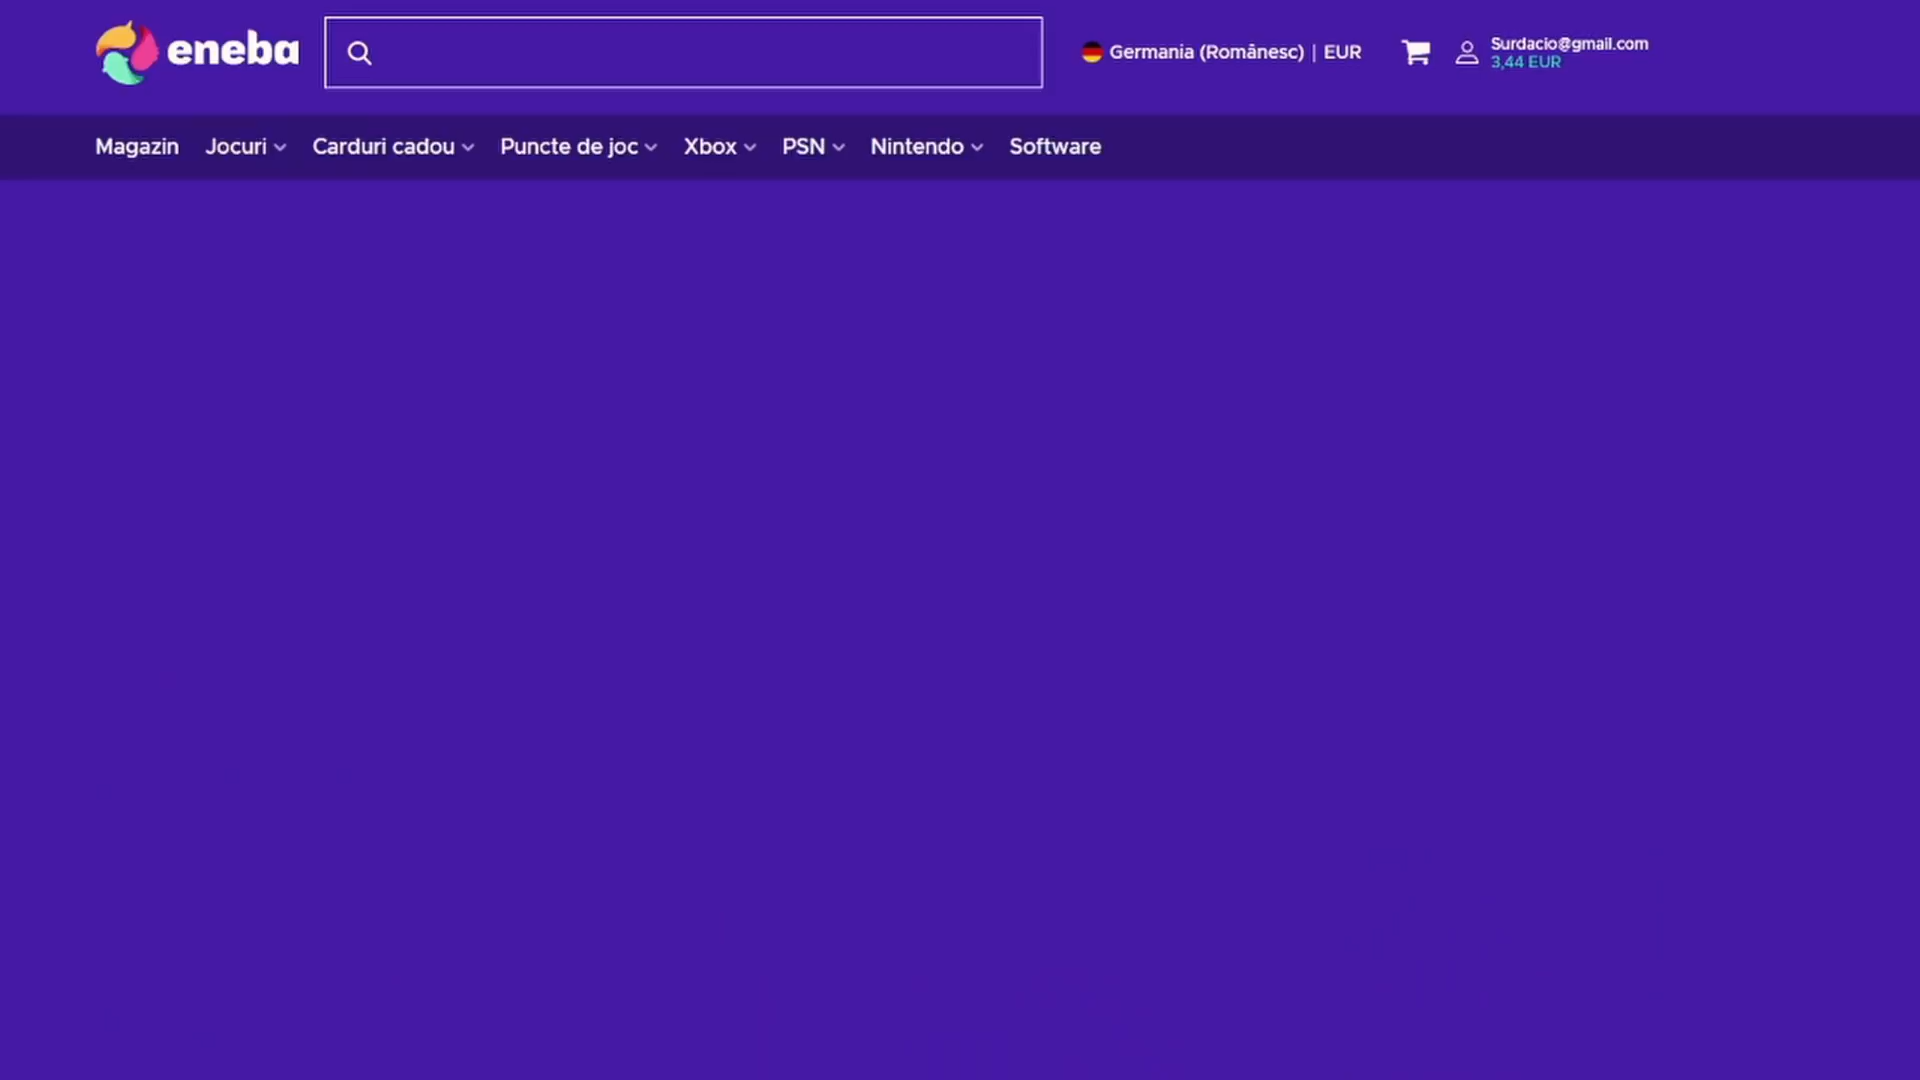 eneba
Germania (Românesc) | EUR
Surdacio@gmail.com
3,44 EUR
Magazin Jocuri Carduri cadou Puncte de joc Xbox PSN Nintendo Software